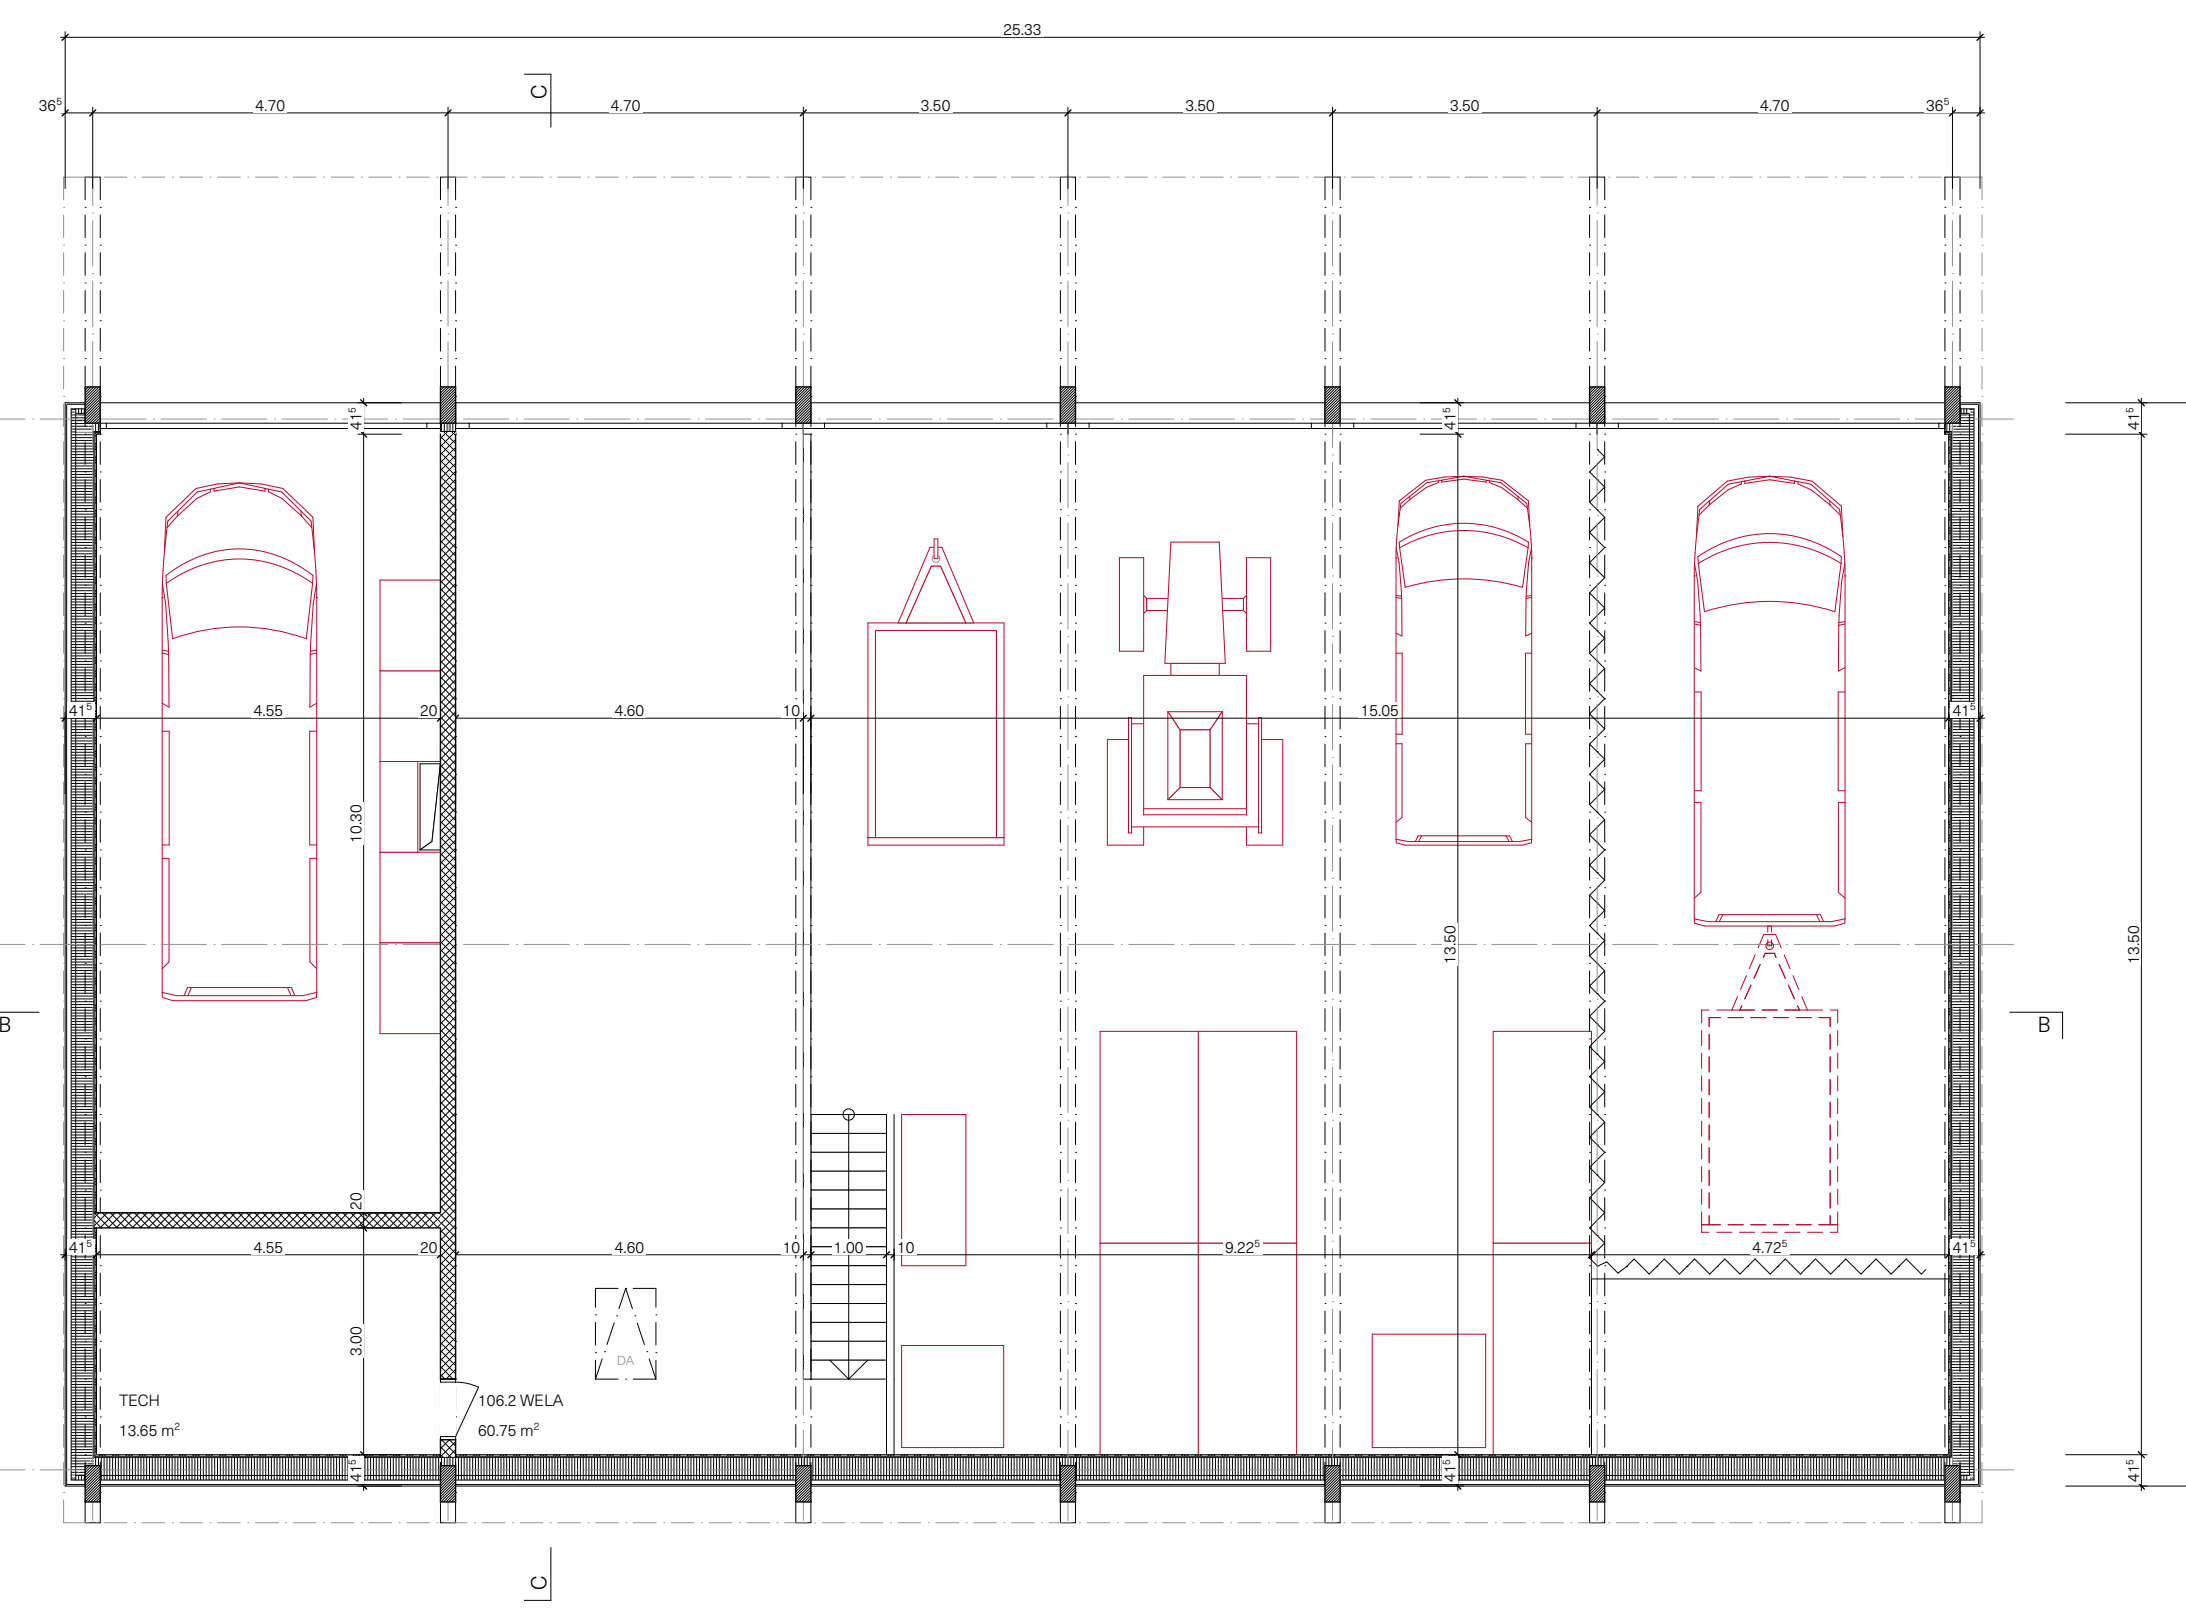 25.33
C
36⁵ 4.70 4.70 3.50 3.50 3.50 4.70 36⁵
41⁵ 41⁵ 41⁵
41⁵ 4.55 20 4.60 10 15.05 41⁵
10.30
13.50 13.50
B B
20
41⁵ 4.55 20 4.60 10 1.00 10 9.22⁵ 4.72⁵ 41⁵
3.00
DA
TECH 106.2 WELA
13.65 m² 60.75 m²
41⁵ 41⁵ 41⁵
C